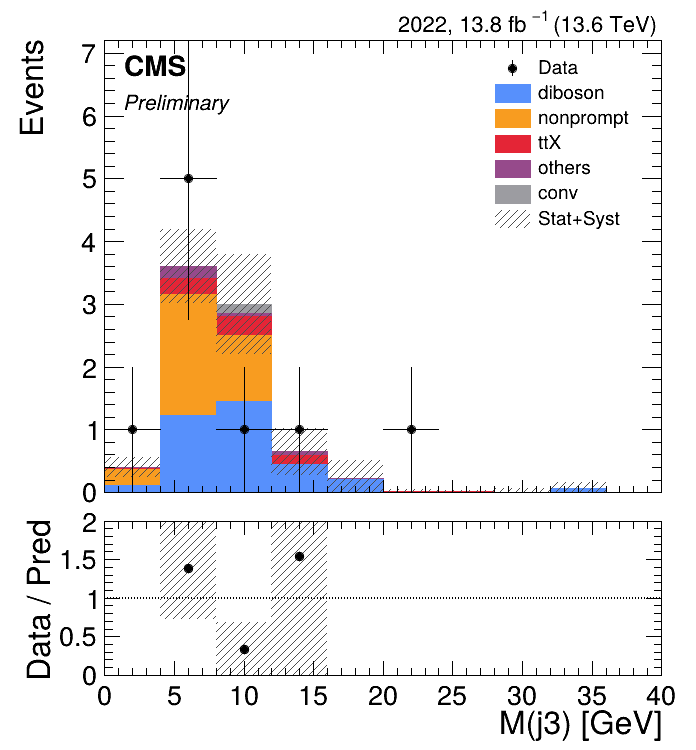 2022, 13.8 fb⁻¹ (13.6 TeV)
CMS
Preliminary
Events
7
6
5
4
3
2
1
0
Data
diboson
nonprompt
ttX
others
conv
Stat+Syst
Data / Pred
2
1.5
1
0.5
0
0 5 10 15 20 25 30 35 40
M(j3) [GeV]